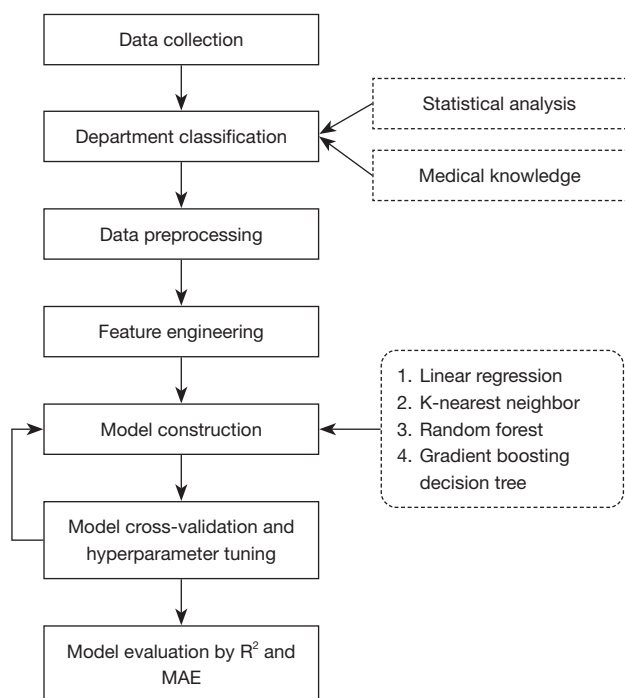 Data collection
Department classification
Statistical analysis
Medical knowledge
Data preprocessing
Feature engineering
Model construction
1. Linear regression
2. K-nearest neighbor
3. Random forest
4. Gradient boosting
decision tree
Model cross-validation and
hyperparameter tuning
Model evaluation by R² and
MAE